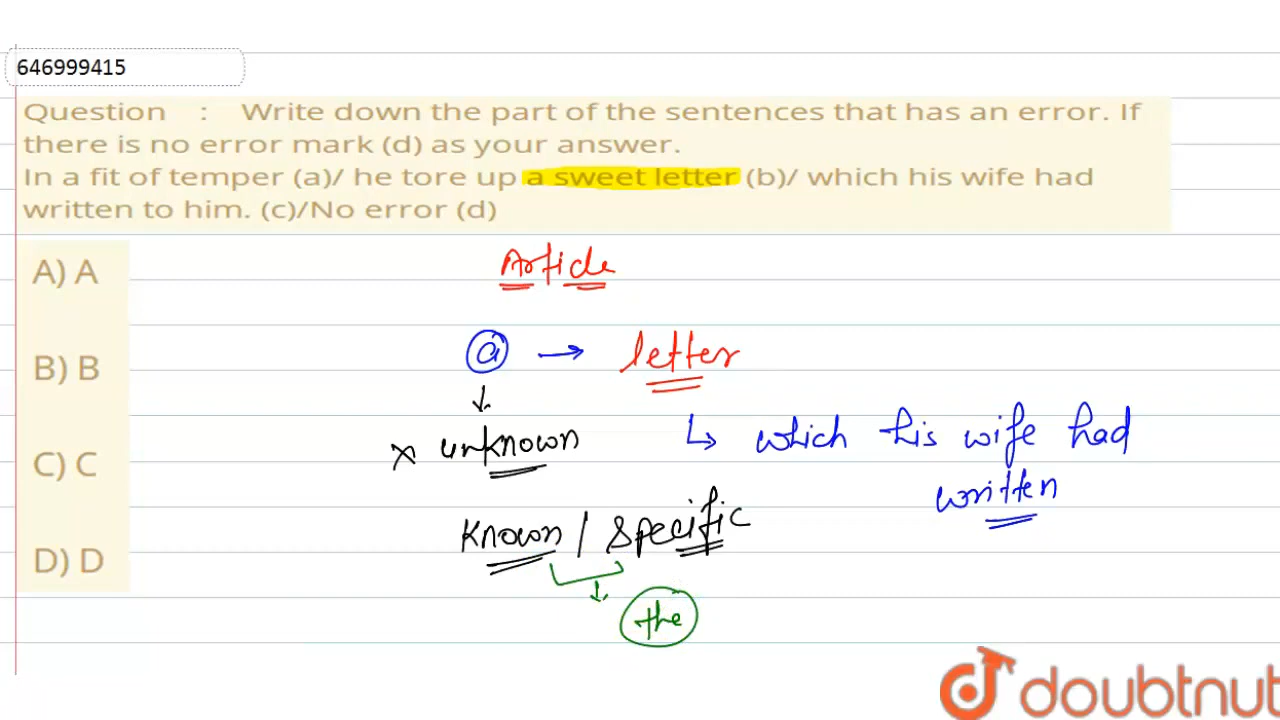 646999415
Question : Write down the part of the sentences that has an error. If
there is no error mark (d) as your answer.
In a fit of temper (a)/ he tore up a sweet letter (b)/ which his wife had
written to him. (c)/No error (d)
A) A
B) B
C) C
D) D
Article
a → letter
↓
x unknown
↳ which his wife had
written
known / specific
↓
the
doubtnut